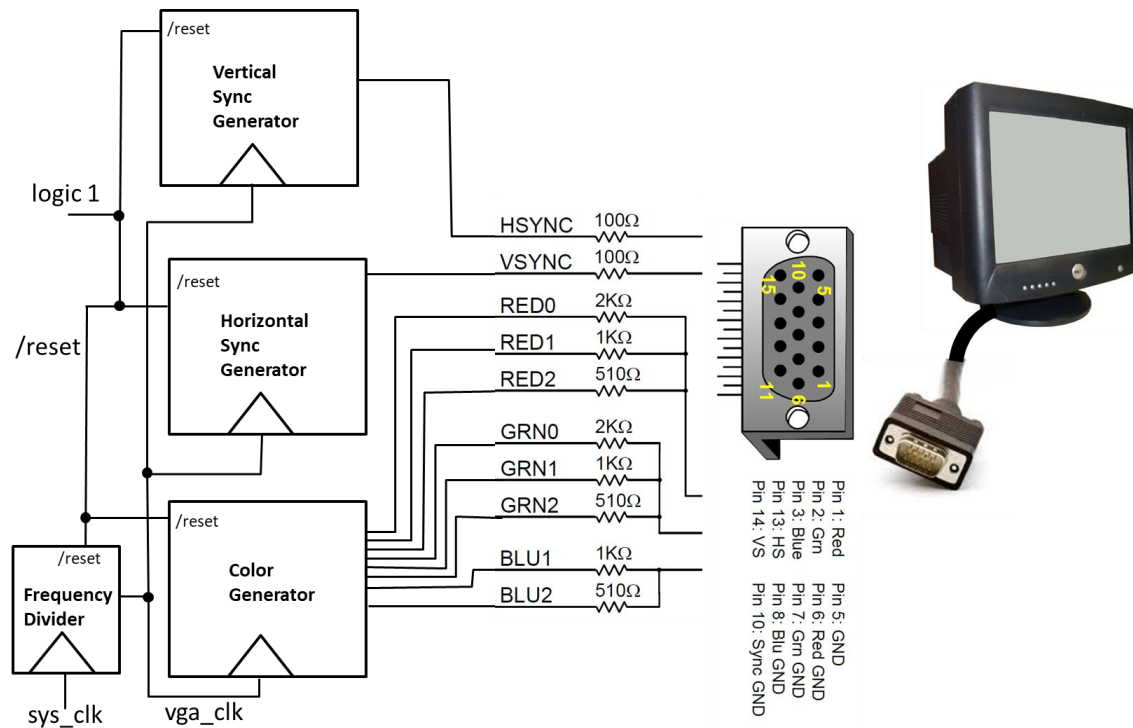 /reset
Vertical
Sync
Generator
logic 1
/reset
Horizontal
Sync
Generator
/reset
/reset
Color
Generator
/reset
Frequency
Divider
sys_clk
vga_clk
HSYNC 100Ω
VSYNC 100Ω
RED0 2KΩ
RED1 1KΩ
RED2 510Ω
GRN0 2KΩ
GRN1 1KΩ
GRN2 510Ω
BLU1 1KΩ
BLU2 510Ω
15 10 5
11 6 1
Pin 1: Red Pin 5: GND
Pin 2: Grn Pin 6: Red GND
Pin 3: Blue Pin 7: Grn GND
Pin 13: HS Pin 8: Blu GND
Pin 14: VS Pin 10: Sync GND